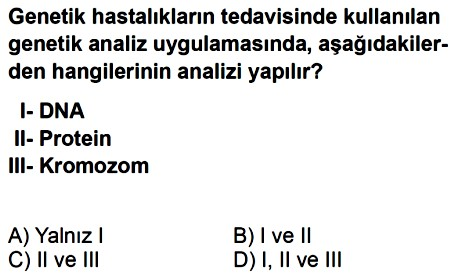 Genetik hastalıkların tedavisinde kullanılan
genetik analiz uygulamasında, aşağıdakiler-
den hangilerinin analizi yapılır?
I- DNA
II- Protein
III- Kromozom
A) Yalnız I B) I ve II
C) II ve III D) I, II ve III